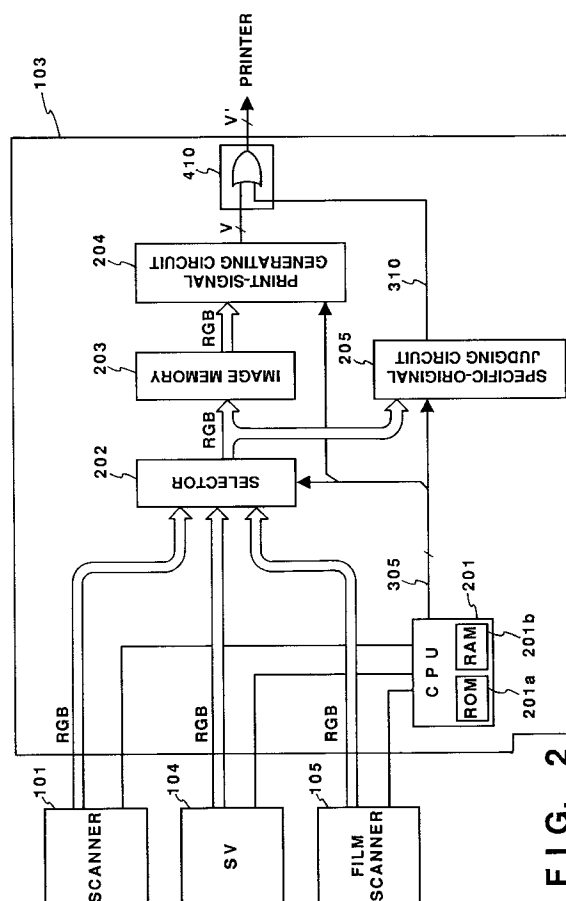 103
101
SCANNER
RGB
104
SV
RGB
105
FILM
SCANNER
RGB
202
SELECTOR
RGB
203
IMAGE MEMORY
RGB
204
PRINT-SIGNAL
GENERATING CIRCUIT
V
410
V'
PRINTER
205
SPECIFIC-ORIGINAL
JUDGING CIRCUIT
310
305
201
CPU
ROM
RAM
201a
201b
FIG. 2